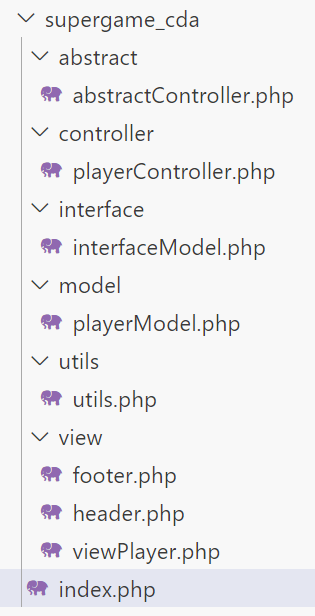 supergame_cda
abstract
abstractController.php
controller
playerController.php
interface
interfaceModel.php
model
playerModel.php
utils
utils.php
view
footer.php
header.php
viewPlayer.php
index.php